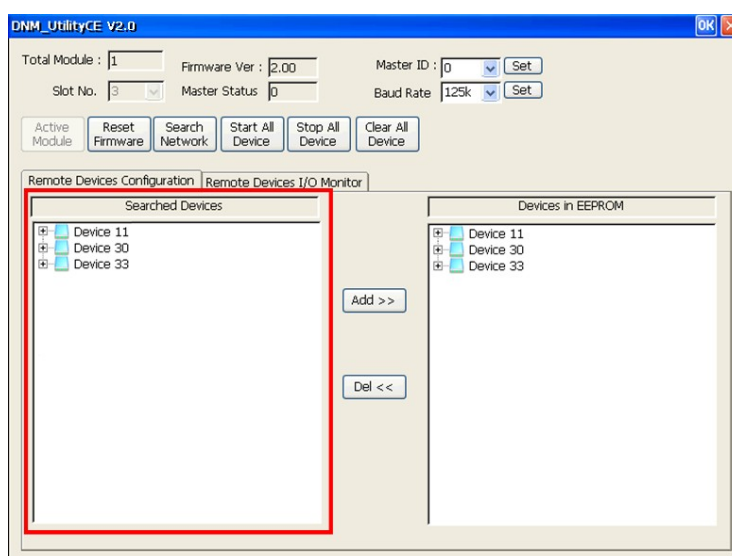 DNM_UtilityCE V2.0 OK
Total Module : 1 Firmware Ver : 2.00 Master ID : 0 Set
Slot No. 3 Master Status 0 Baud Rate 125k Set
Active Module Reset Firmware Search Network Start All Device Stop All Device Clear All Device
Remote Devices Configuration Remote Devices I/O Monitor
Searched Devices Devices in EEPROM
Device 11 Device 11
Device 30 Device 30
Device 33 Device 33
Add >>
Del <<